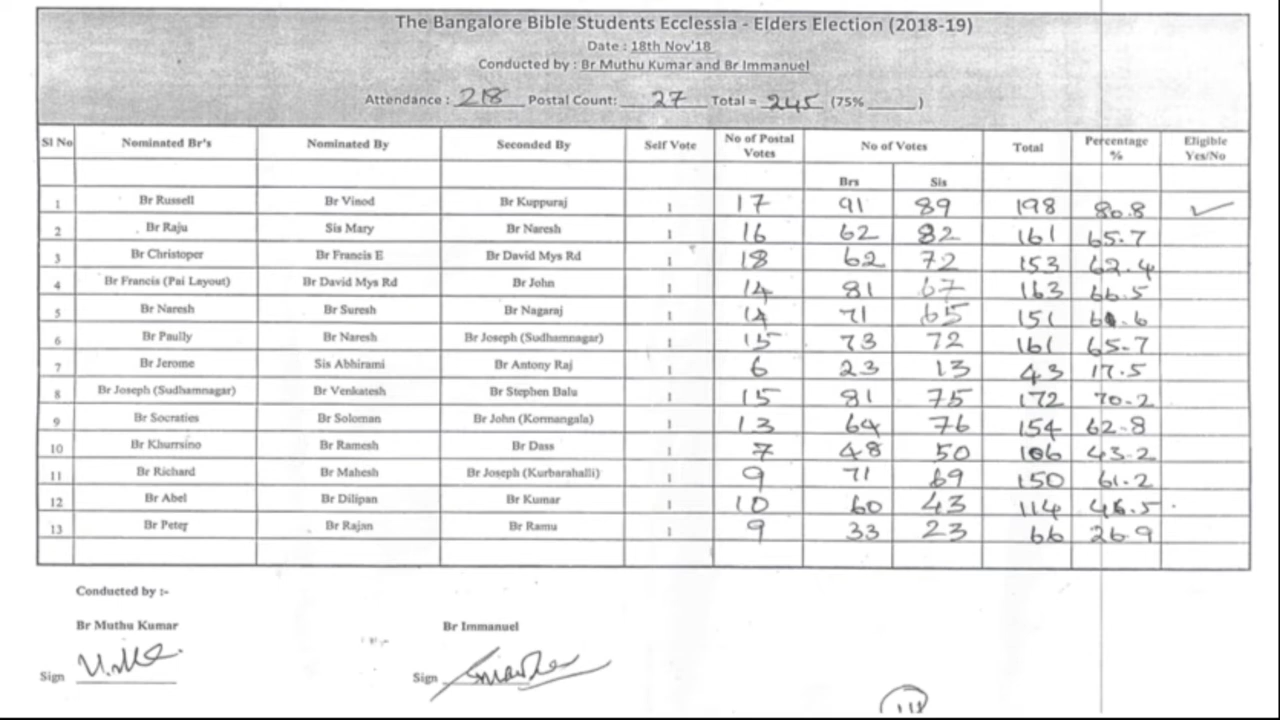 The Bangalore Bible Students Ecclessia - Elders Election (2018-19)
Date : 18th Nov'18
Conducted by : Br Muthu Kumar and Br Immanuel
Attendance : 218 Postal Count: 27 Total = 245 (75% ______ )
Sl No Nominated Br's Nominated By Seconded By Self Vote No of Postal Votes No of Votes Total Percentage % Eligible Yes/No
Brs Sis
1 Br Russell Br Vinod Br Kuppuraj 1 17 91 89 198 80.8 ✓
2 Br Raju Sis Mary Br Naresh 1 16 62 82 161 65.7
3 Br Christoper Br Francis E Br David Mys Rd 1 18 62 72 153 62.4
4 Br Francis (Pai Layout) Br David Mys Rd Br John 1 14 81 67 163 66.5
5 Br Naresh Br Suresh Br Nagaraj 1 14 71 65 151 61.6
6 Br Paully Br Naresh Br Joseph (Sudhamnagar) 1 15 73 72 161 65.7
7 Br Jerome Sis Abhirami Br Antony Raj 1 6 23 13 43 17.5
8 Br Joseph (Sudhamnagar) Br Venkatesh Br Stephen Balu 1 15 81 75 172 70.2
9 Br Socraties Br Soloman Br John (Kormangala) 1 13 64 76 154 62.8
10 Br Khurrsino Br Ramesh Br Dass 1 7 48 50 106 43.2
11 Br Richard Br Mahesh Br Joseph (Kurbarahalli) 1 9 71 69 150 61.2
12 Br Abel Br Dilipan Br Kumar 1 10 60 43 114 46.5
13 Br Peter Br Rajan Br Ramu 1 9 33 23 66 26.9
Conducted by :-
Br Muthu Kumar Br Immanuel
Sign Sign